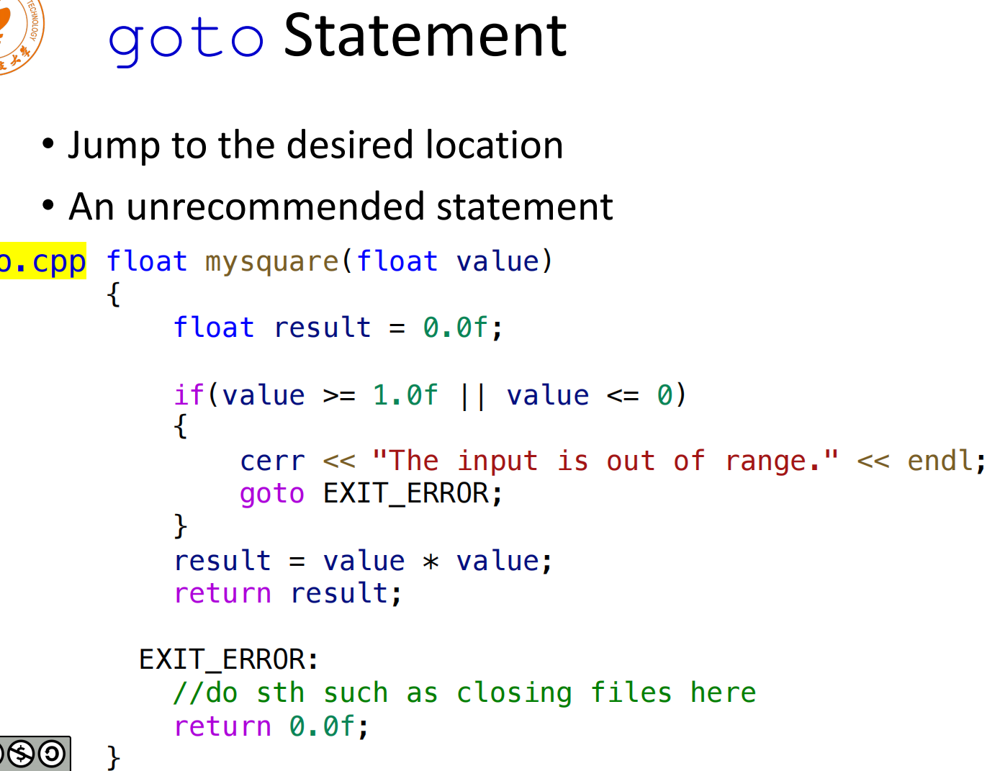 TECHNOLOGY
goto Statement
• Jump to the desired location
• An unrecommended statement
o.cpp
float mysquare(float value)
{
    float result = 0.0f;
    if(value >= 1.0f || value <= 0)
    {
        cerr << "The input is out of range." << endl;
        goto EXIT_ERROR;
    }
    result = value * value;
    return result;
  EXIT_ERROR:
    //do sth such as closing files here
    return 0.0f;
}